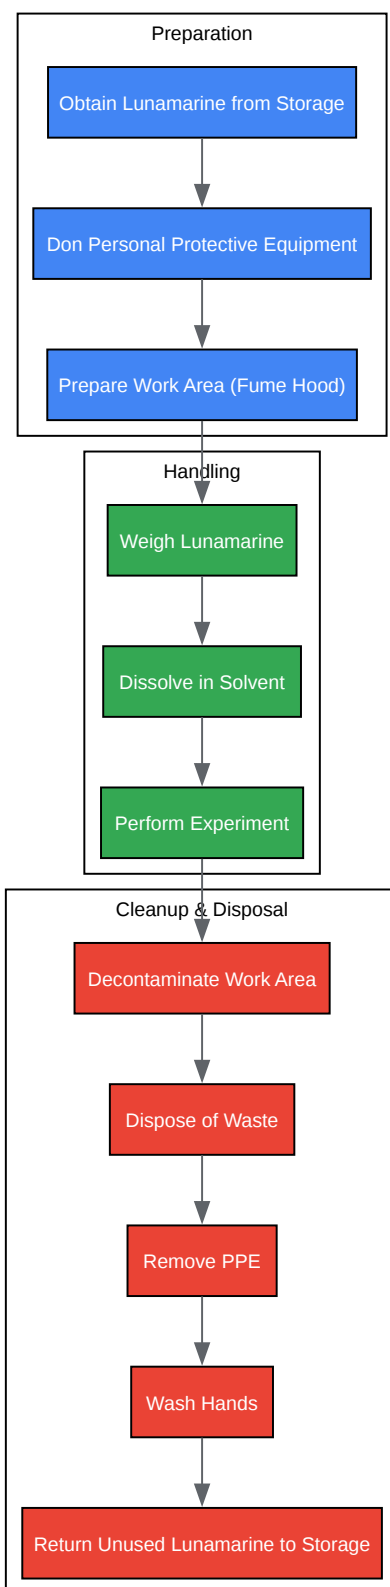 Preparation
Obtain Lunamarine from Storage
Don Personal Protective Equipment
Prepare Work Area (Fume Hood)
Handling
Weigh Lunamarine
Dissolve in Solvent
Perform Experiment
Cleanup & Disposal
Decontaminate Work Area
Dispose of Waste
Remove PPE
Wash Hands
Return Unused Lunamarine to Storage